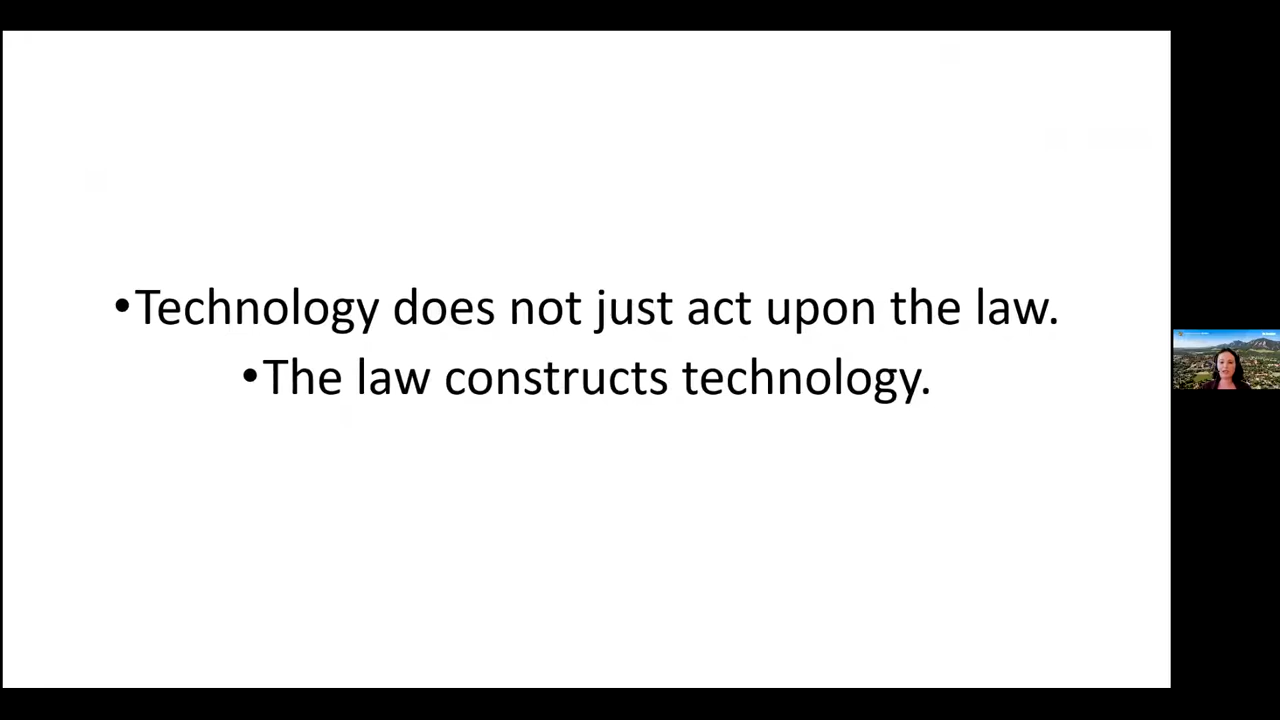 •Technology does not just act upon the law.
•The law constructs technology.